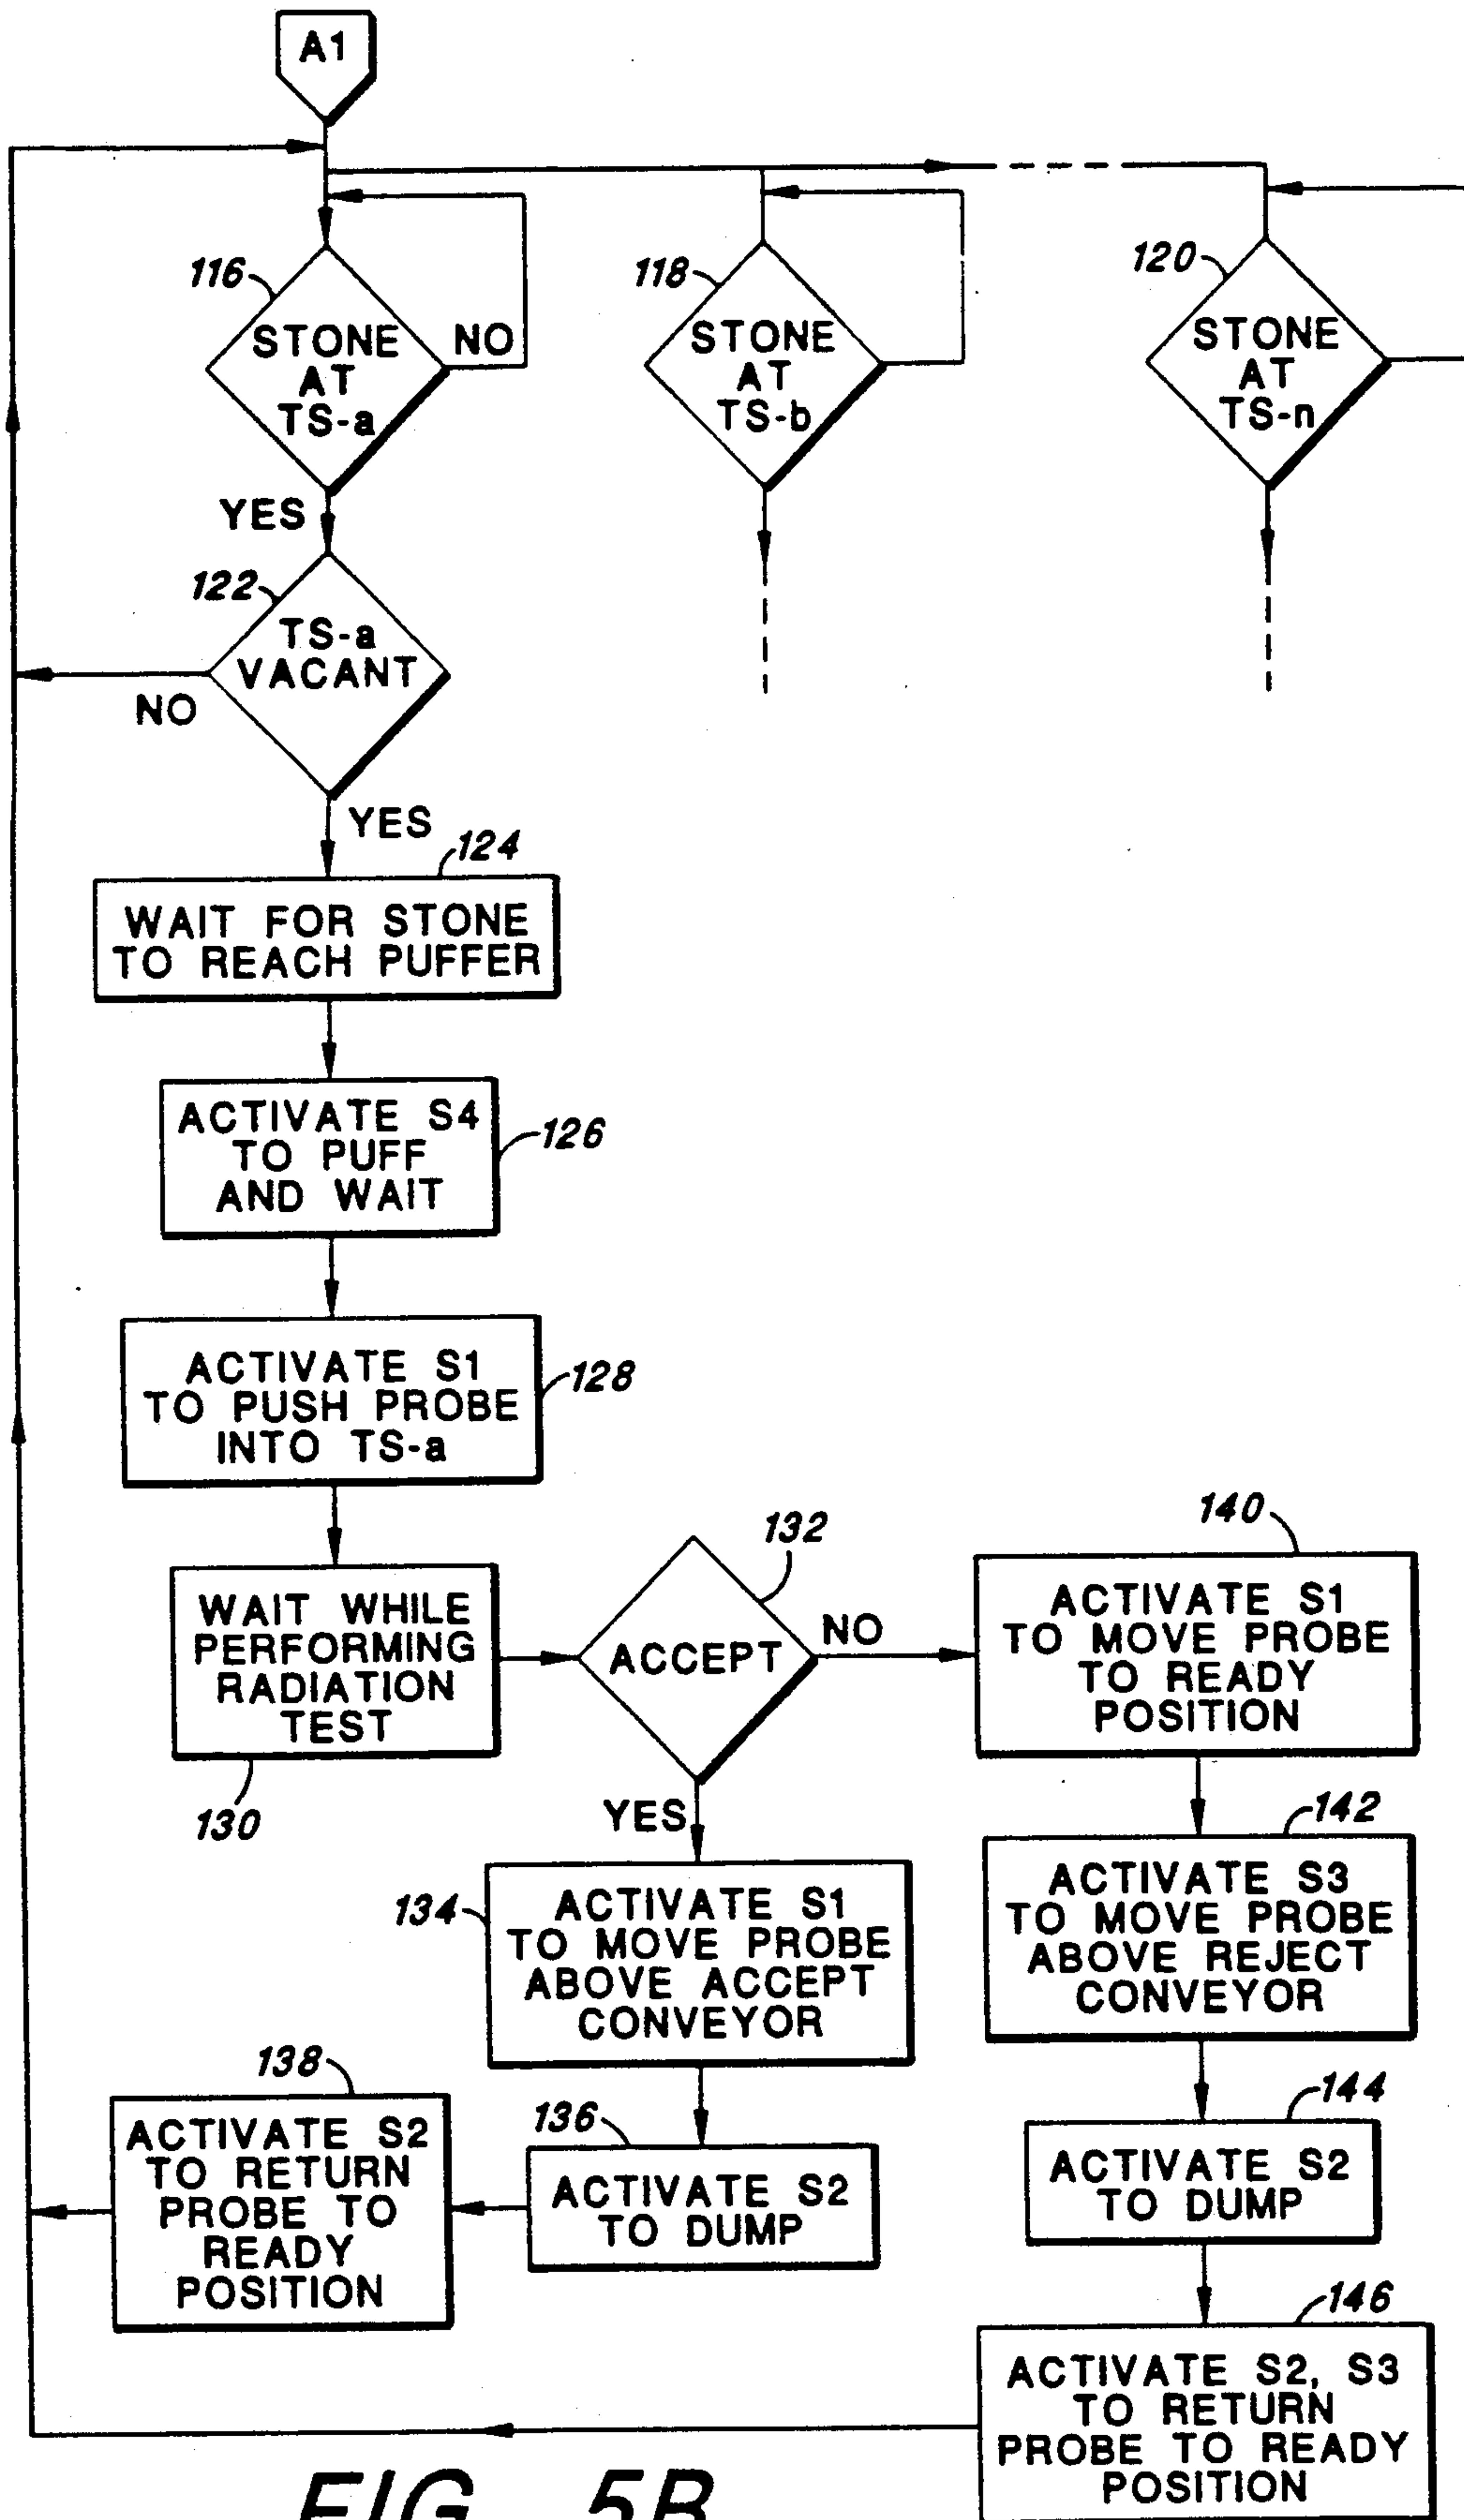 A1
116
STONE
AT
TS-a
NO
118
STONE
AT
TS-b
120
STONE
AT
TS-n
YES
122
TS-a
VACANT
NO
YES
124
WAIT FOR STONE
TO REACH PUFFER
ACTIVATE S4
TO PUFF
AND WAIT
126
ACTIVATE S1
TO PUSH PROBE
INTO TS-a
128
WAIT WHILE
PERFORMING
RADIATION
TEST
130
132
ACCEPT
NO
YES
140
ACTIVATE S1
TO MOVE PROBE
TO READY
POSITION
134
ACTIVATE S1
TO MOVE PROBE
ABOVE ACCEPT
CONVEYOR
142
ACTIVATE S3
TO MOVE PROBE
ABOVE REJECT
CONVEYOR
136
ACTIVATE S2
TO DUMP
138
ACTIVATE S2
TO RETURN
PROBE TO
READY
POSITION
144
ACTIVATE S2
TO DUMP
146
ACTIVATE S2, S3
TO RETURN
PROBE TO READY
POSITION
FIG. 5B